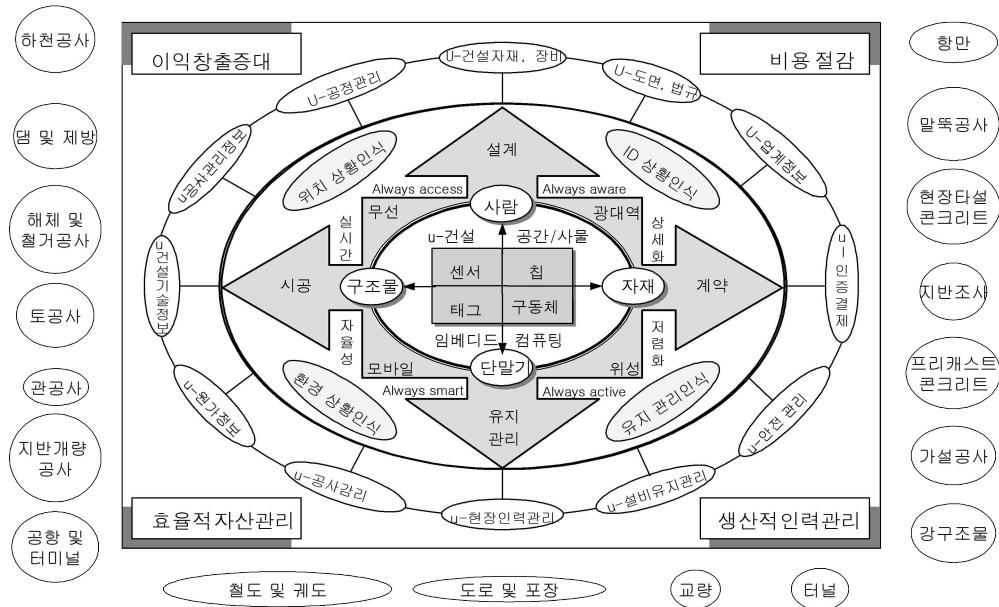 하천공사
댐 및 제방
해체 및
철거공사
토공사
관공사
지반개량
공사
공항 및
터미널
이익창출증대
비용 절감
효율적자산관리
생산적인력관리
U-건설자재, 장비
U-도면, 법규
U-업계정보
u-인증결제
u-안전 관리
u-설비유지관리
u-현장인력관리
u-공사감리
u-원가정보
u건설기술정보
u공사관리정보
U-공정관리
위치 상황인식
ID 상황인식
환경 상황인식
유지 관리인식
설계
Always access
Always aware
무선
사람
광대역
실시간
상세화
u-건설
공간/사물
시공
구조물
센서
칩
태그
구동체
자재
계약
자율성
저렴화
임베디드
컴퓨팅
모바일
단말기
위성
Always smart
Always active
유지
관리
항만
말뚝공사
현장타설
콘크리트
지반조사
프리캐스트
콘크리트
가설공사
강구조물
철도 및 궤도
도로 및 포장
교량
터널